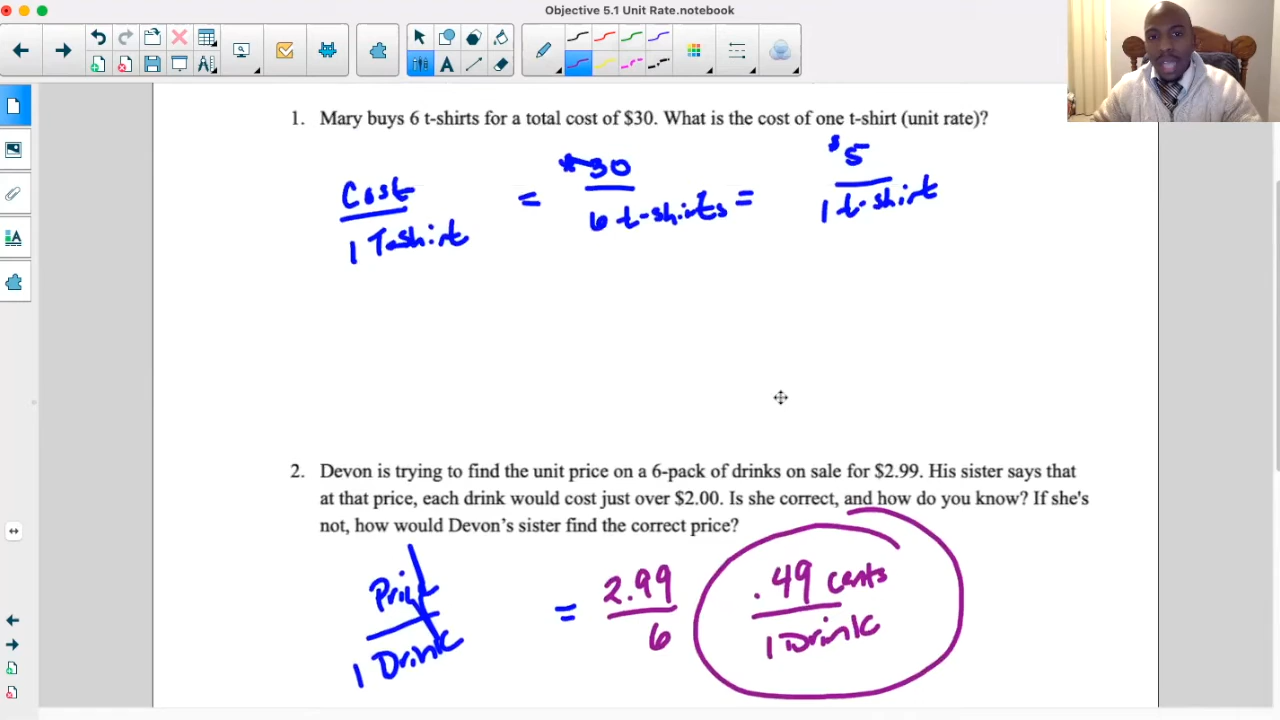 Objective 5.1 Unit Rate.notebook
1. Mary buys 6 t-shirts for a total cost of $30. What is the cost of one t-shirt (unit rate)?
Cost
1 T-shirt
=
$30
6 t-shirts
=
$5
1 t-shirt
2. Devon is trying to find the unit price on a 6-pack of drinks on sale for $2.99. His sister says that
at that price, each drink would cost just over $2.00. Is she correct, and how do you know? If she's
not, how would Devon's sister find the correct price?
Price
1 Drink
=
2.99
6
.49 cents
1 Drink